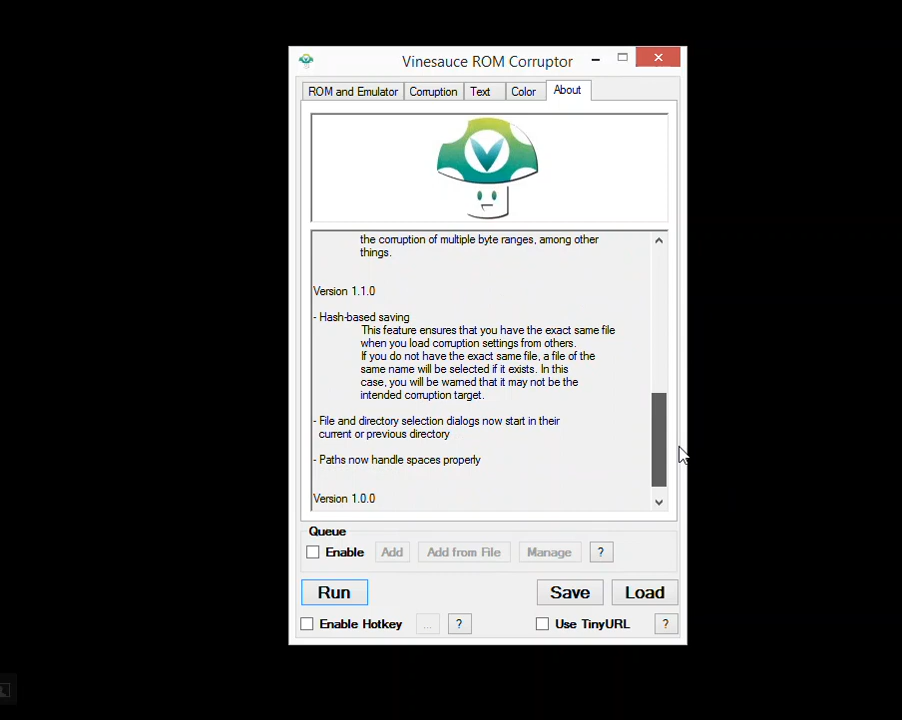 Vinesauce ROM Corruptor
ROM and Emulator Corruption Text Color About
the corruption of multiple byte ranges, among other
things.
Version 1.1.0
- Hash-based saving
This feature ensures that you have the exact same file
when you load corruption settings from others.
If you do not have the exact same file, a file of the
same name will be selected if it exists. In this
case, you will be warned that it may not be the
intended corruption target.
- File and directory selection dialogs now start in their
current or previous directory
- Paths now handle spaces properly
Version 1.0.0
Queue
Enable Add Add from File Manage ?
Run Save Load
Enable Hotkey ... ? Use TinyURL ?